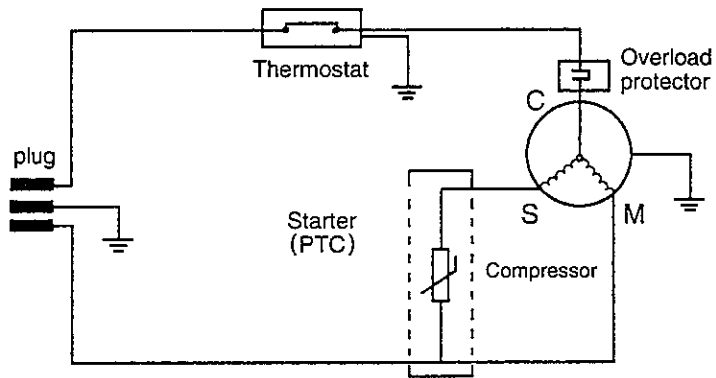 Thermostat
Overload
protector
C
plug
S
M
Starter
(PTC)
Compressor